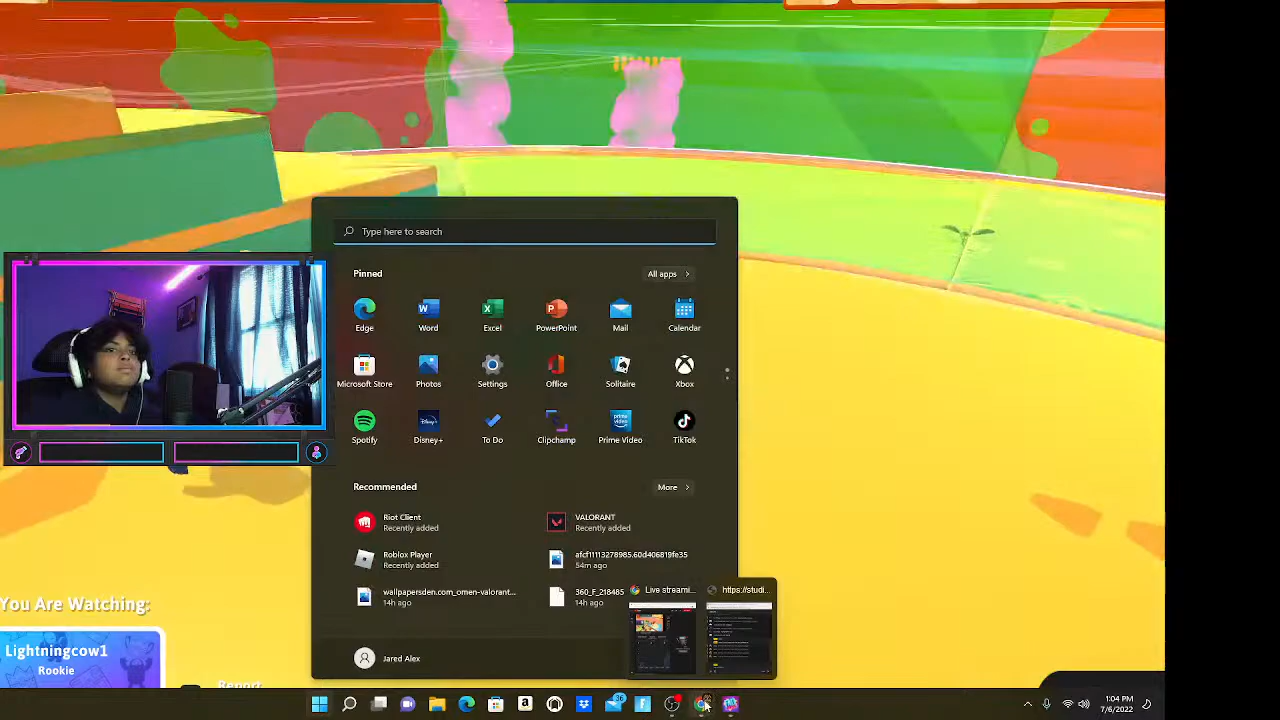 Type here to search
Pinned
All apps
Edge
Word
Excel
PowerPoint
Mail
Calendar
Microsoft Store
Photos
Settings
Office
Solitaire
Xbox
Spotify
Disney+
To Do
Clipchamp
Prime Video
TikTok
Recommended
More
Riot Client
Recently added
VALORANT
Recently added
Roblox Player
Recently added
afcf11113278985.60d406819fe35
54m ago
wallpapersden.com_omen-valorant...
14h ago
360_F_218485
14h ago
Live streami...
https://studi...
Jared Alex
You Are Watching:
Lightningcow1
Rookie
Report
36
1:04 PM
7/6/2022